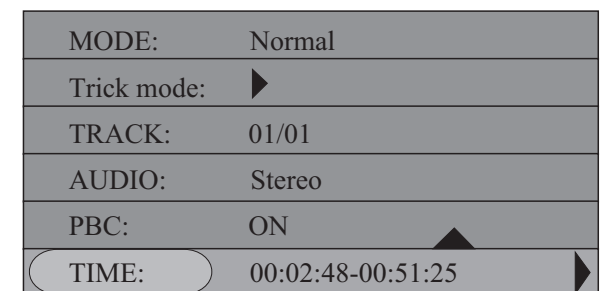 MODE: Normal
Trick mode:
TRACK: 01/01
AUDIO: Stereo
PBC: ON
TIME: 00:02:48-00:51:25